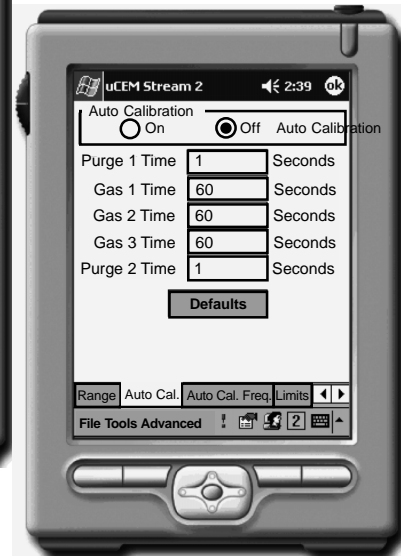 uCEM Stream 2 2:39 ok
Auto Calibration
On Off Auto Calibration
Purge 1 Time 1 Seconds
Gas 1 Time 60 Seconds
Gas 2 Time 60 Seconds
Gas 3 Time 60 Seconds
Purge 2 Time 1 Seconds
Defaults
Range Auto Cal. Auto Cal. Freq. Limits
File Tools Advanced 2